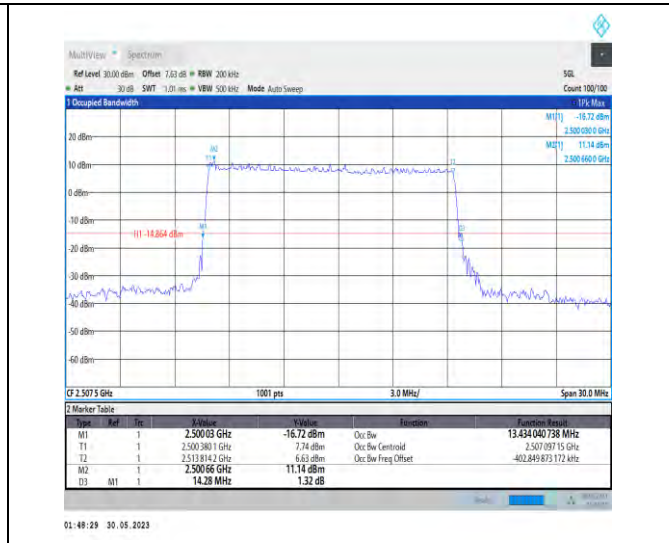 MultiView Spectrum
Ref Level 30.00 dBm Offset 7.63 dB RBW 200 kHz SGL
Att 30 dB SWT 1.01 ms VBW 500 kHz Mode Auto Sweep Count 100/100
1 Occupied Bandwidth 1Pk Max
M1[1] -16.72 dBm
2.500 030 0 GHz
M2[1] 11.14 dBm
2.500 660 0 GHz
20 dBm
M2
T1
T2
10 dBm
0 dBm
-10 dBm
M1
D3
H1 -14.864 dBm
-20 dBm
-30 dBm
-40 dBm
-50 dBm
-60 dBm
CF 2.5075 GHz 1001 pts 3.0 MHz/ Span 30.0 MHz
2 Marker Table
Type Ref Trc X-Value Y-Value Function Function Result
M1 1 2.50003 GHz -16.72 dBm Occ Bw 13.434 040 738 MHz
T1 1 2.500 380 1 GHz 7.74 dBm Occ Bw Centroid 2.507 097 15 GHz
T2 1 2.513 814 2 GHz 6.63 dBm Occ Bw Freq Offset -402.849 873 172 kHz
M2 1 2.50066 GHz 11.14 dBm
D3 M1 1 14.28 MHz 1.32 dB
01:48:29 30.05.2023